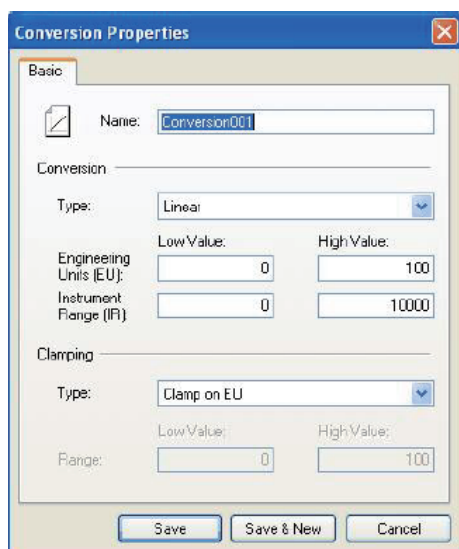 Conversion Properties
Basic
Name: Conversion001
Conversion
Type: Linear
Low Value: High Value:
Engineering Units (EU): 0 100
Instrument Range (IR) 0 10000
Clamping
Type: Clamp on EU
Low Value: High Value:
Range: 0 100
Save Save & New Cancel